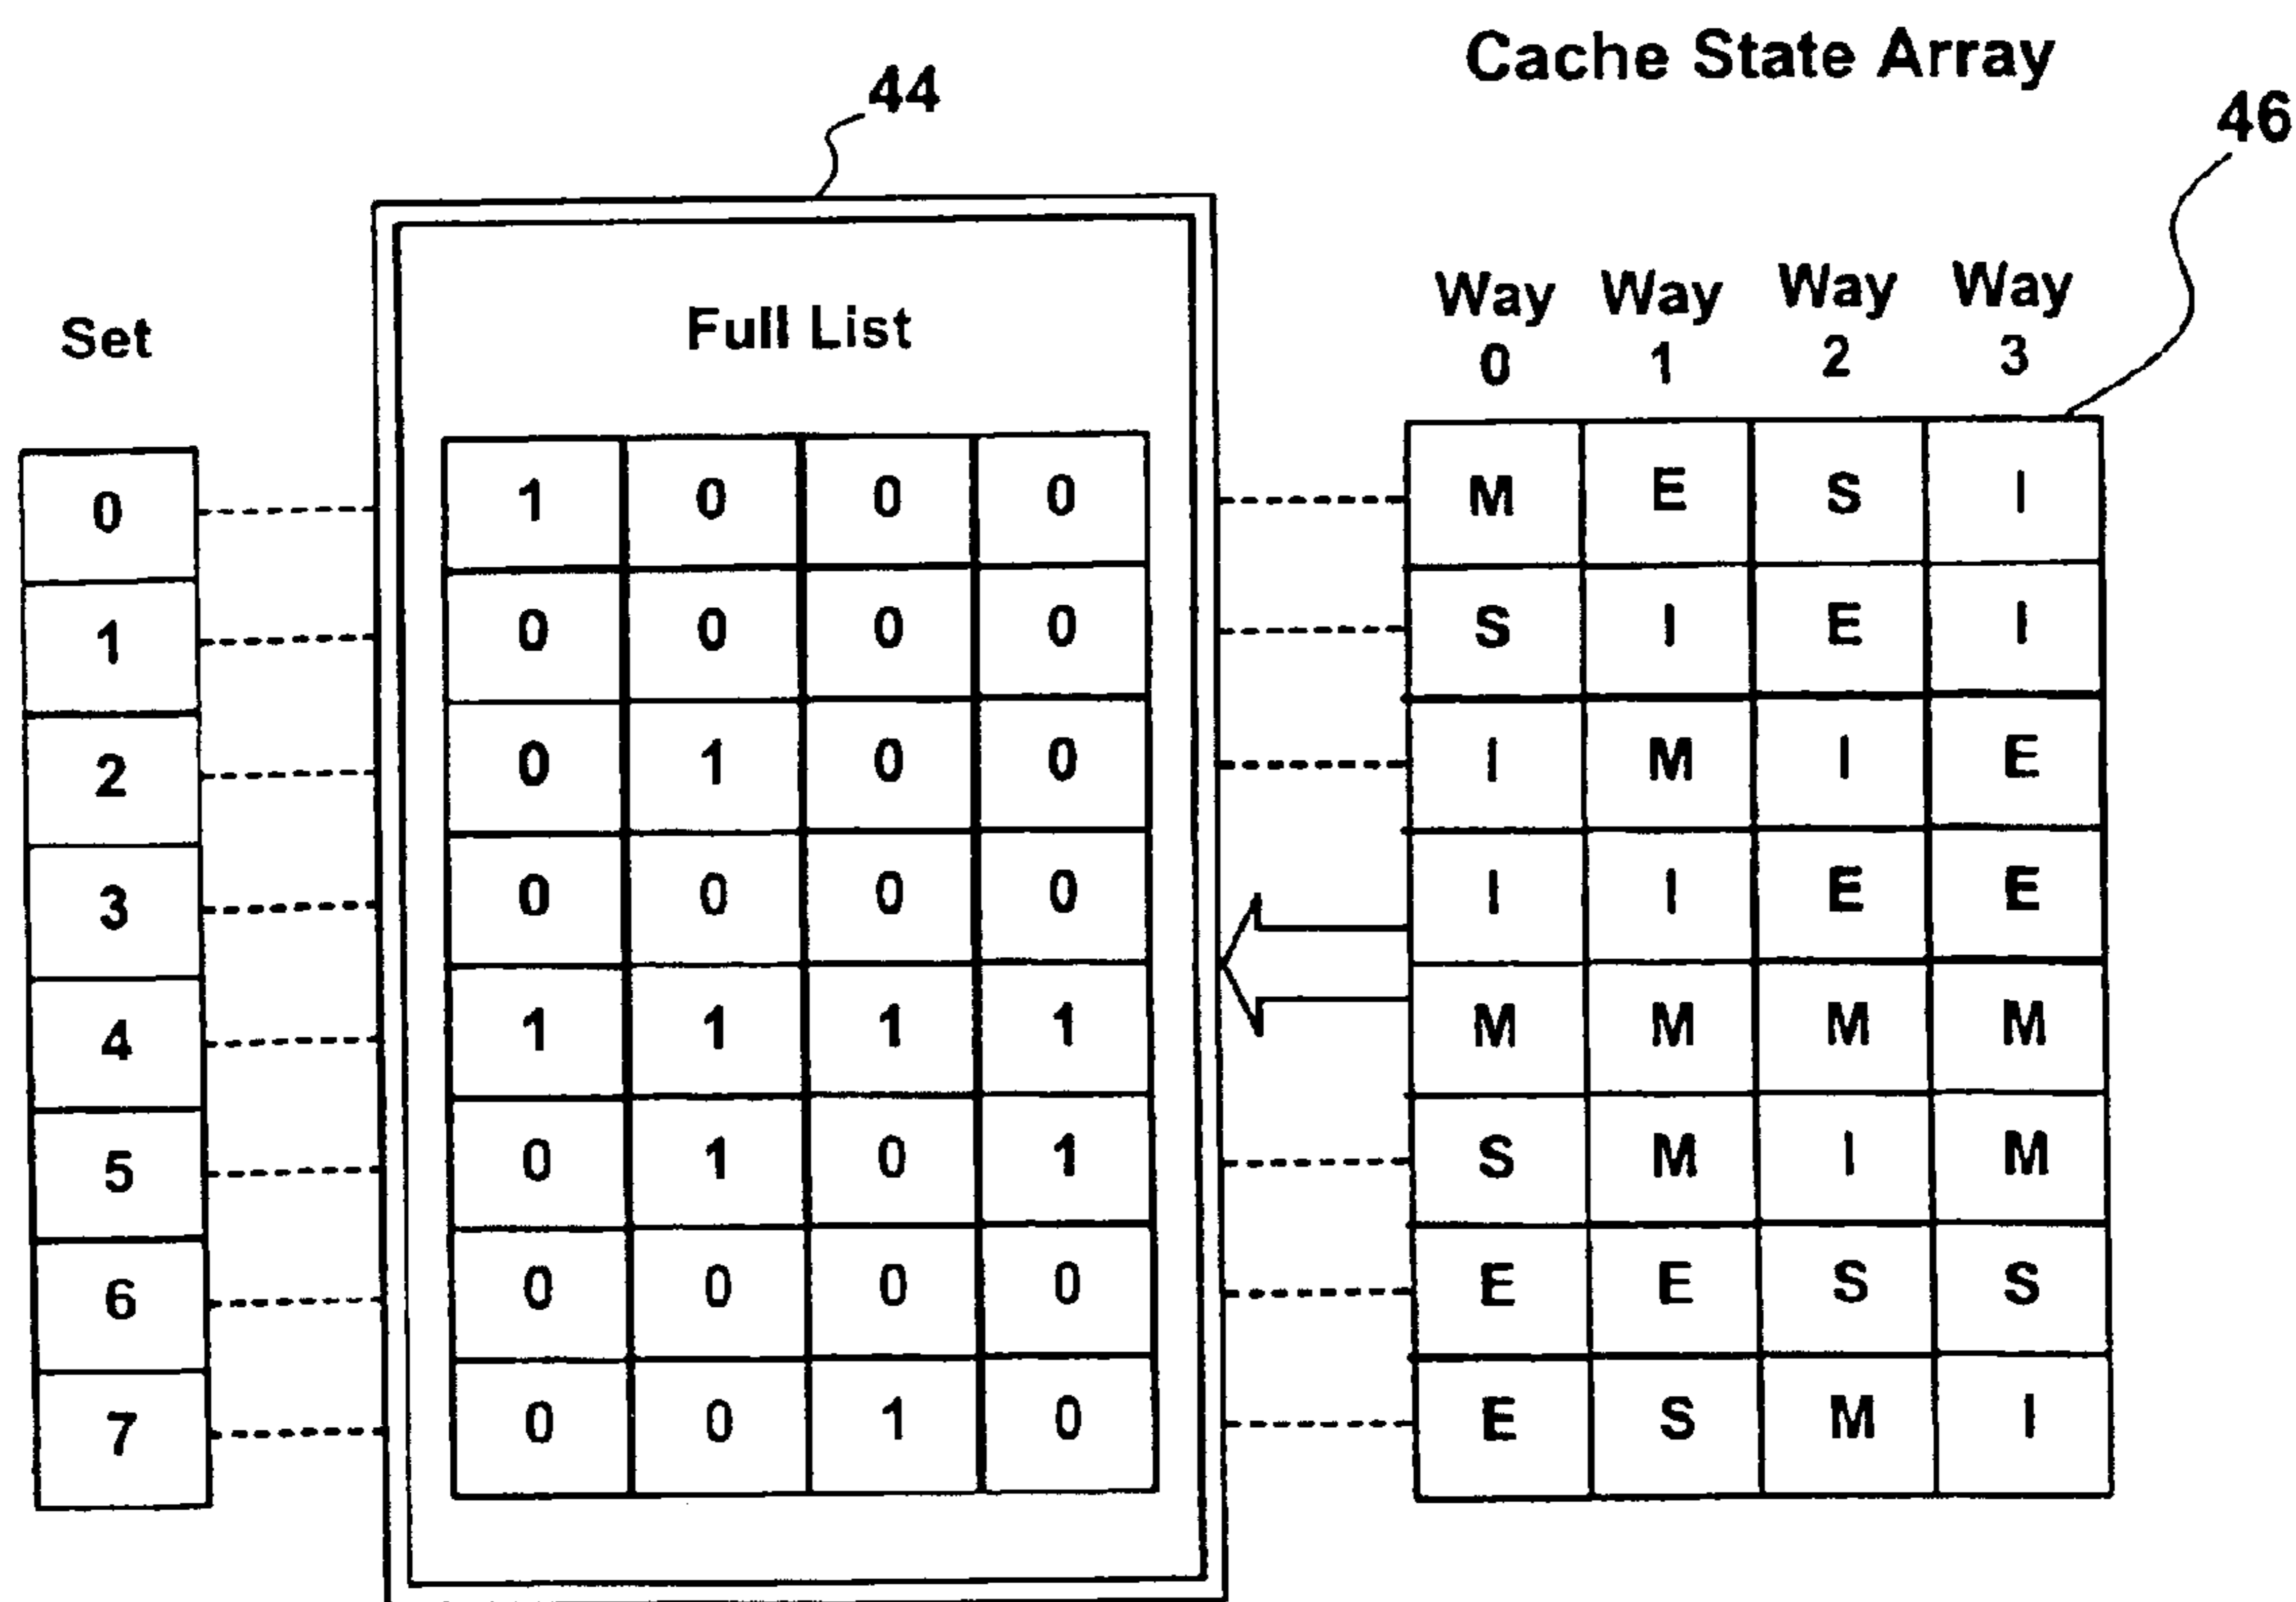 Cache State Array
44
46
Set
Full List
Way Way Way Way
0 1 2 3
0 1 0 0 0 M E S I
1 0 0 0 0 S I E I
2 0 1 0 0 I M I E
3 0 0 0 0 I I E E
4 1 1 1 1 M M M M
5 0 1 0 1 S M I M
6 0 0 0 0 E E S S
7 0 0 1 0 E S M I